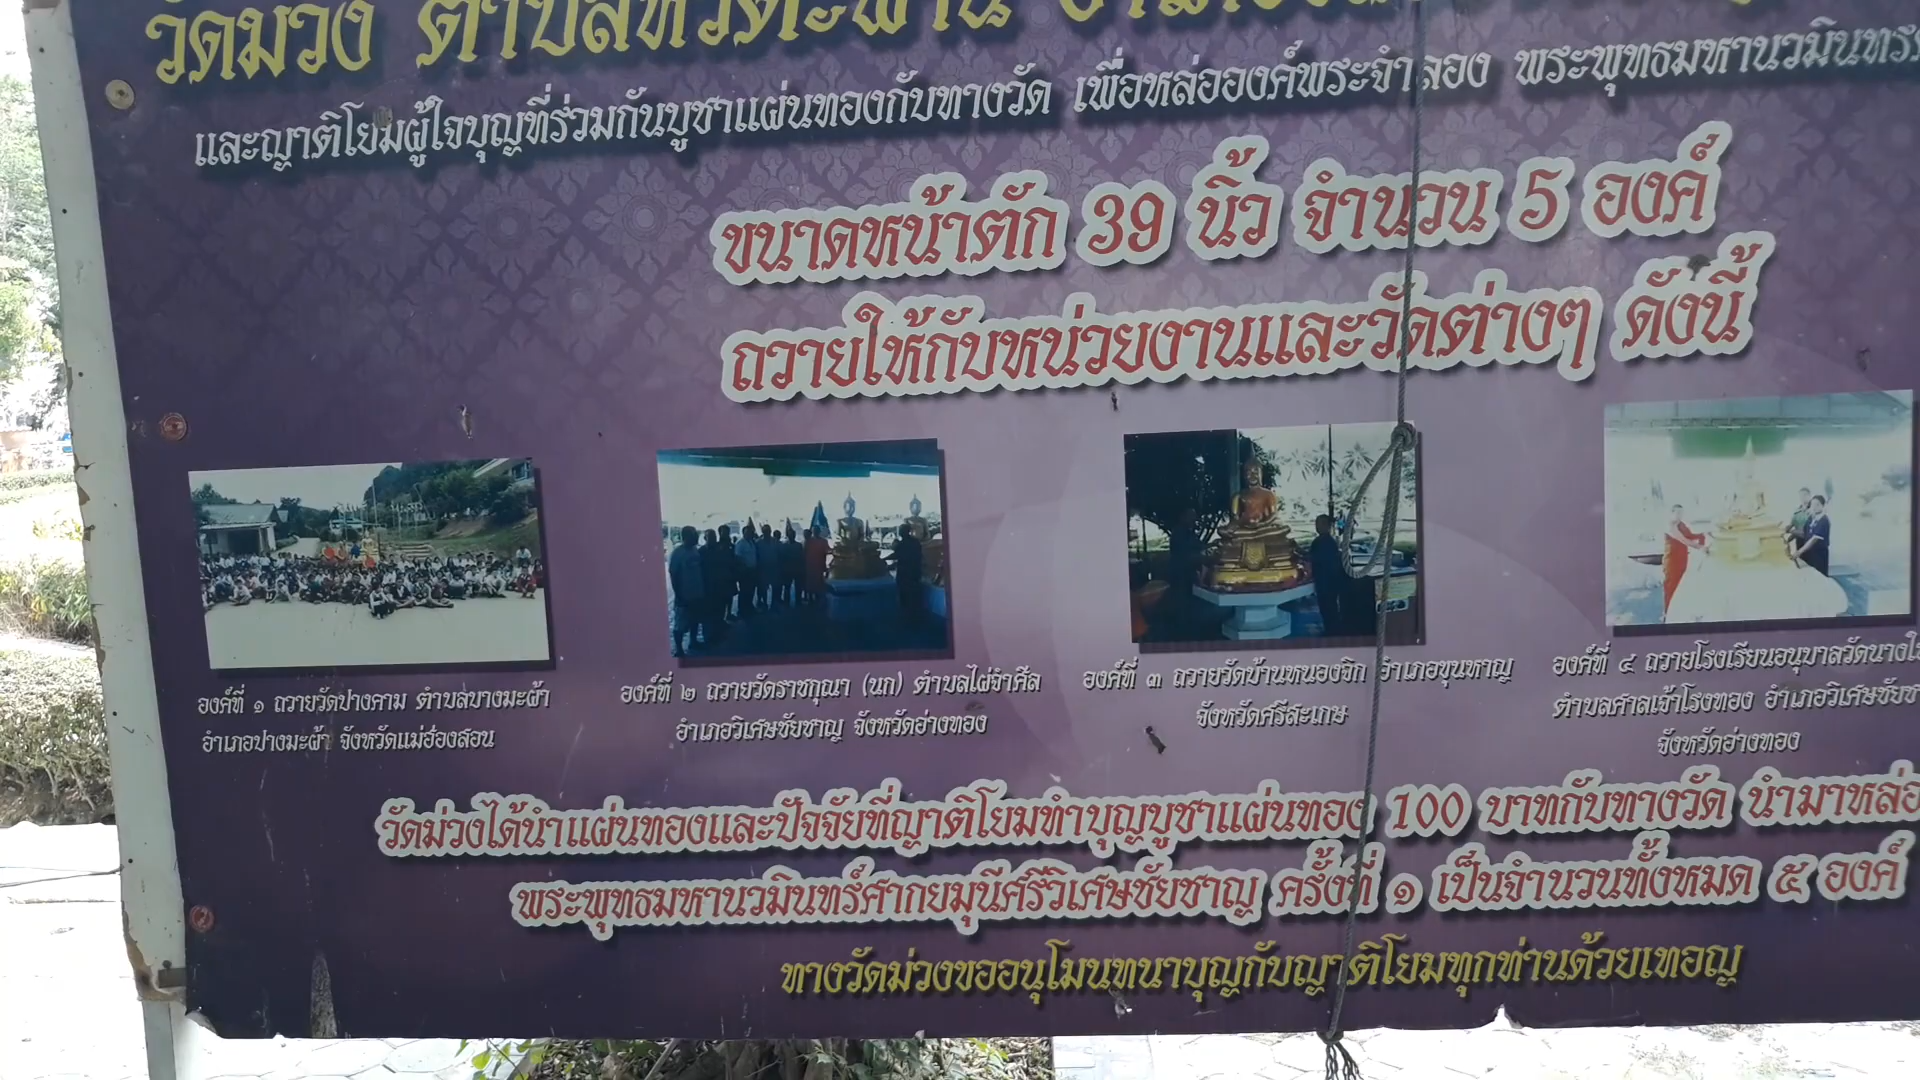 วัดม่วง ตำบลหัวตะพาน
และญาติโยมผู้ใจบุญที่ร่วมกันบูชาแผ่นทองกับทางวัด เพื่อหล่อองค์พระจำลอง พระพุทธมหานวมินทร
ขนาดหน้าตัก 39 นิ้ว จำนวน 5 องค์
ถวายให้กับหน่วยงานและวัดต่างๆ ดังนี้
องค์ที่ ๑ ถวายวัดปางคาม ตำบลบางมะผ้า
อำเภอปางมะผ้า จังหวัดแม่ฮ่องสอน
องค์ที่ ๒ ถวายวัดราชกุณา (นก) ตำบลไผ่จำศีล
อำเภอวิเศษชัยชาญ จังหวัดอ่างทอง
องค์ที่ ๓ ถวายวัดบ้านหนองจิก อำเภอขุนหาญ
จังหวัดศรีสะเกษ
องค์ที่ ๔ ถวายโรงเรียนอนุบาลวัดนางใ
ตำบลศาลเจ้าโรงทอง อำเภอวิเศษชัยชา
จังหวัดอ่างทอง
วัดม่วงได้นำแผ่นทองและปัจจัยที่ญาติโยมทำบุญบูชาแผ่นทอง 100 บาทกับทางวัด นำมาหล่อ
พระพุทธมหานวมินทร์ศากยมุนีศรีวิเศษชัยชาญ ครั้งที่ ๑ เป็นจำนวนทั้งหมด ๕ องค์
ทางวัดม่วงขออนุโมนทนาบุญกับญาติโยมทุกท่านด้วยเทอญ